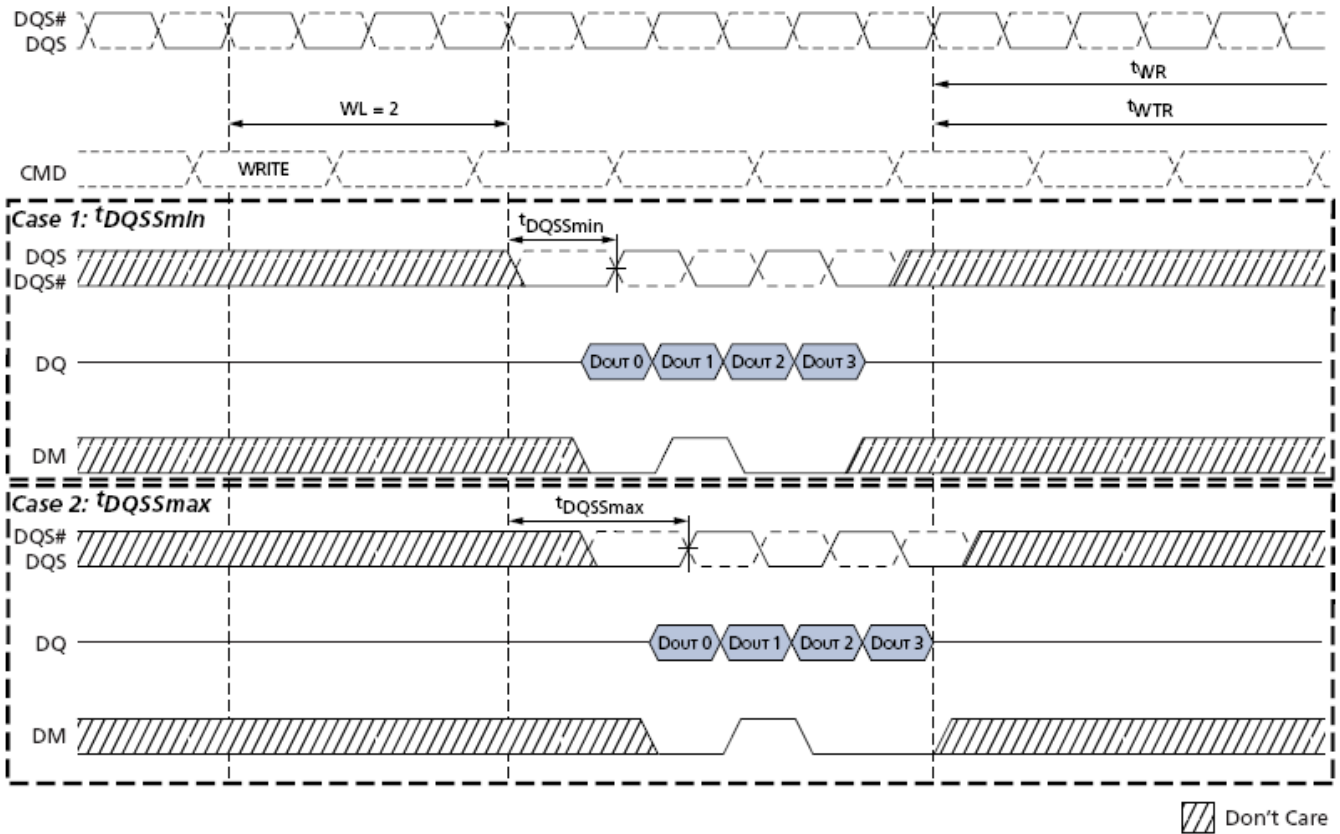 DQS#
DQS
tWR
WL = 2
tWTR
CMD
WRITE
Case 1: tDQSSmin
tDQSSmin
DQS
DQS#
DQ
DOUT 0
DOUT 1
DOUT 2
DOUT 3
DM
Case 2: tDQSSmax
tDQSSmax
DQS#
DQS
DQ
DOUT 0
DOUT 1
DOUT 2
DOUT 3
DM
Don't Care